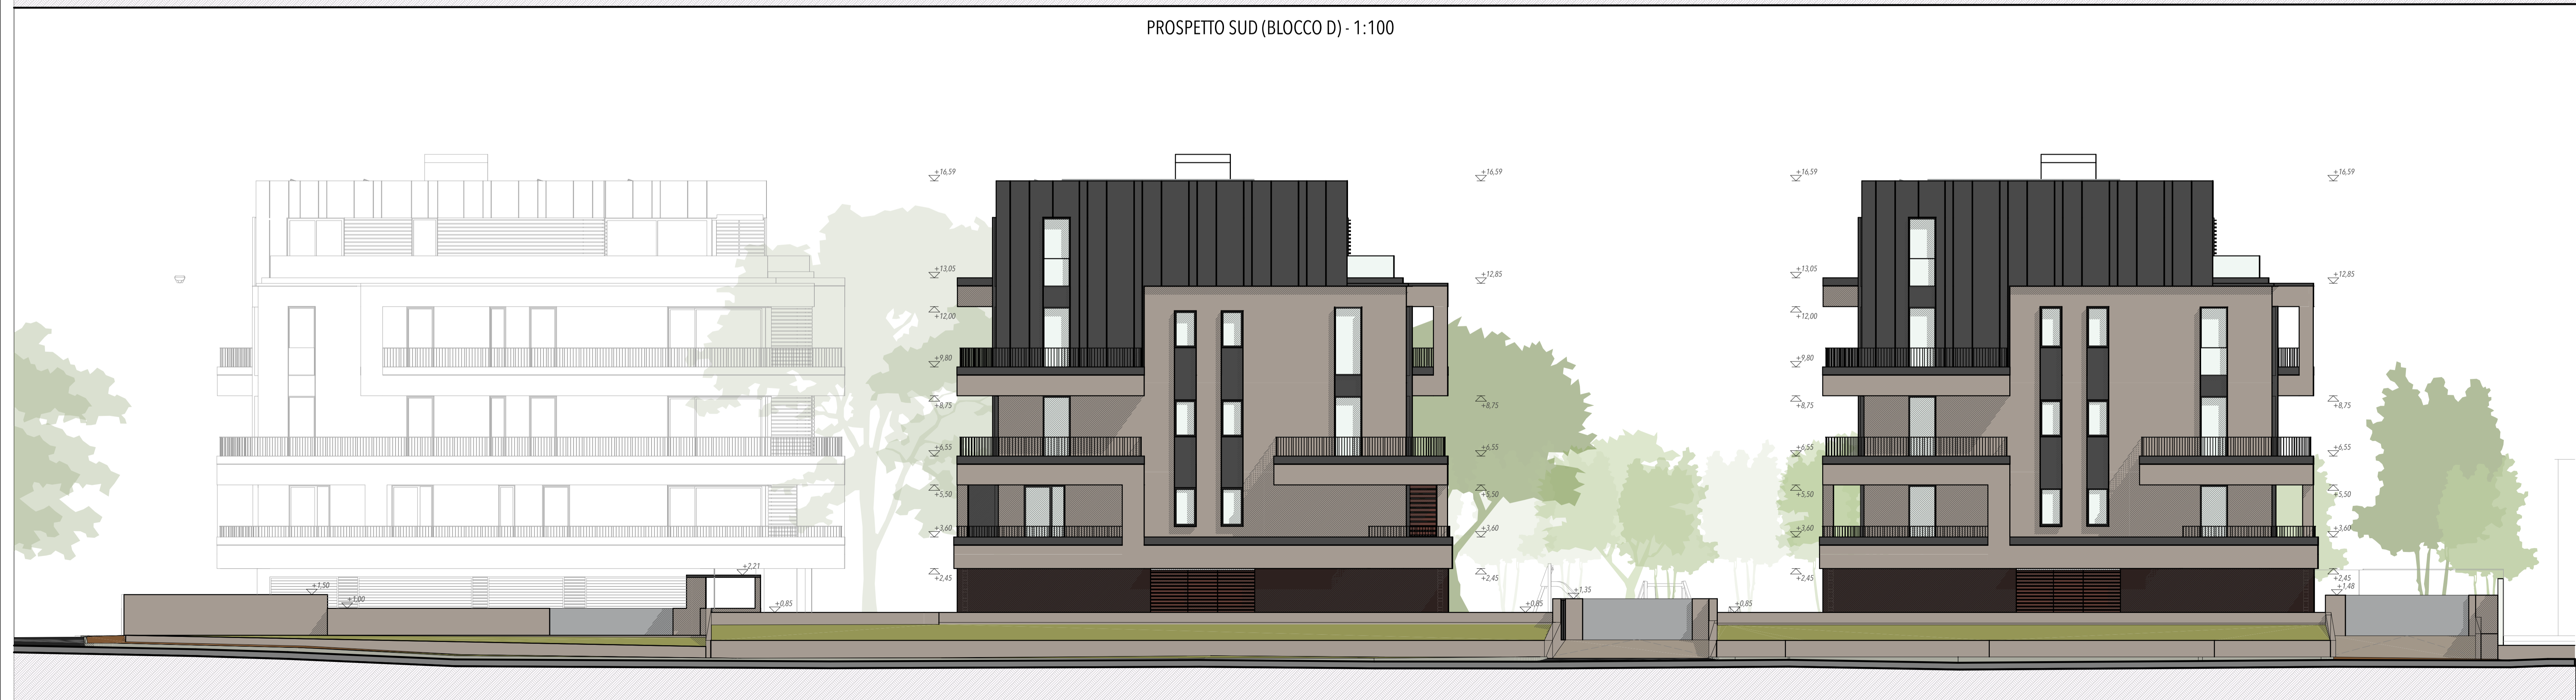 PROSPETTO SUD (BLOCCO D) - 1:100
+16,59 +16,59 +16,59 +16,59
+13,05 +12,85 +13,05 +12,85
+12,00 +12,00
+9,80 +9,80
+8,75 +8,75 +8,75 +8,75
+6,55 +6,55 +6,55 +6,55
+5,50 +5,50 +5,50 +5,50
+3,60 +3,60 +3,60 +3,60
+2,21
+2,45 +2,45 +2,45 +2,45
+1,50 +1,35 +1,48
+1,00 +0,85 +0,85 +0,85